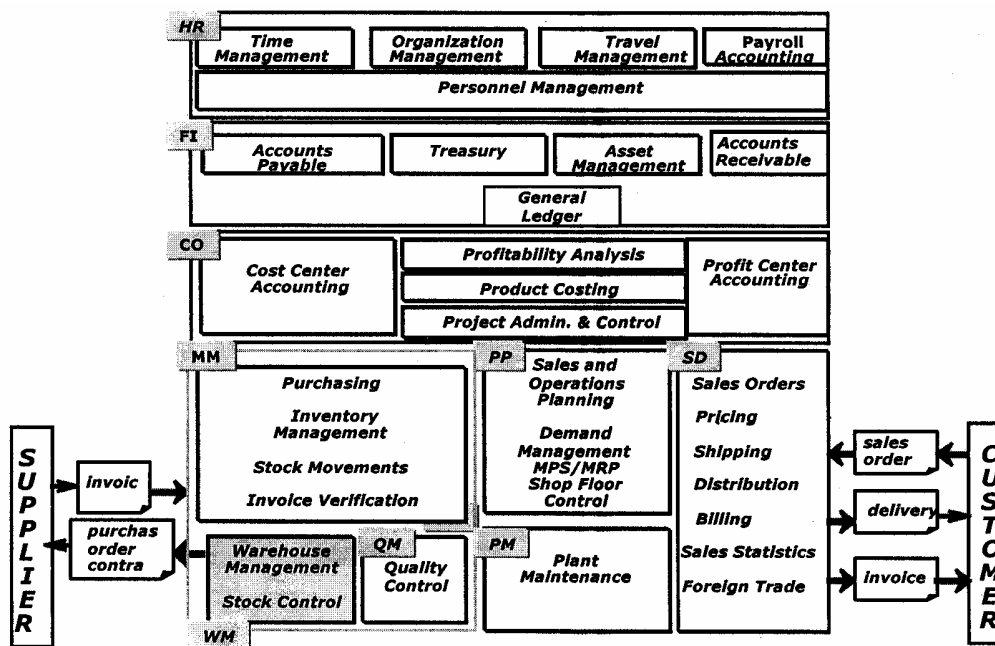 HR
Time
Management
Organization
Management
Travel
Management
Payroll
Accounting
Personnel Management
FI
Accounts
Payable
Treasury
Asset
Management
Accounts
Receivable
General
Ledger
CO
Cost Center
Accounting
Profitability Analysis
Product Costing
Project Admin. & Control
Profit Center
Accounting
MM
Purchasing
Inventory
Management
Stock Movements
Invoice Verification
PP
Sales and
Operations
Planning
Demand
Management
MPS/MRP
Shop Floor
Control
SD
Sales Orders
Pricing
Shipping
Distribution
Billing
Sales Statistics
Foreign Trade
SUPPLIER
invoic
purchas
order
contra
Warehouse
Management
Stock Control
WM
QM
Quality
Control
PM
Plant
Maintenance
sales
order
delivery
invoice
CUSTOMER